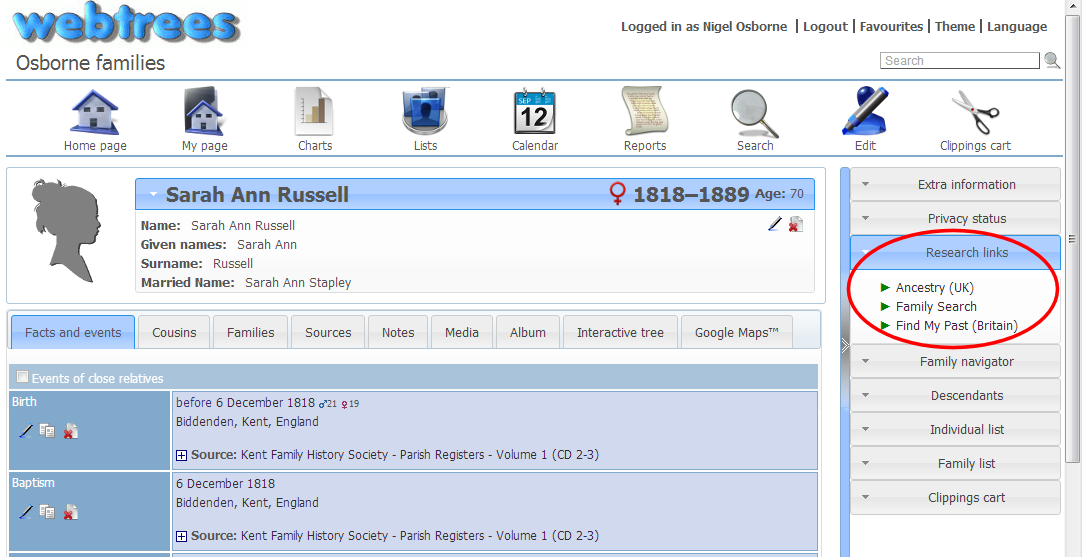 webtrees
Logged in as Nigel Osborne | Logout | Favourites | Theme | Language
Osborne families
Search
SEP
12
Home page
My page
Charts
Lists
Calendar
Reports
Search
Edit
Clippings cart
Sarah Ann Russell
1818–1889 Age: 70
Name: Sarah Ann Russell
Given names: Sarah Ann
Surname: Russell
Married Name: Sarah Ann Stapley
Facts and events
Cousins
Families
Sources
Notes
Media
Album
Interactive tree
Google Maps™
Events of close relatives
Birth
before 6 December 1818 ♂21 ♀19
Biddenden, Kent, England
Source: Kent Family History Society - Parish Registers - Volume 1 (CD 2-3)
Baptism
6 December 1818
Biddenden, Kent, England
Source: Kent Family History Society - Parish Registers - Volume 1 (CD 2-3)
Extra information
Privacy status
Research links
Ancestry (UK)
Family Search
Find My Past (Britain)
Family navigator
Descendants
Individual list
Family list
Clippings cart